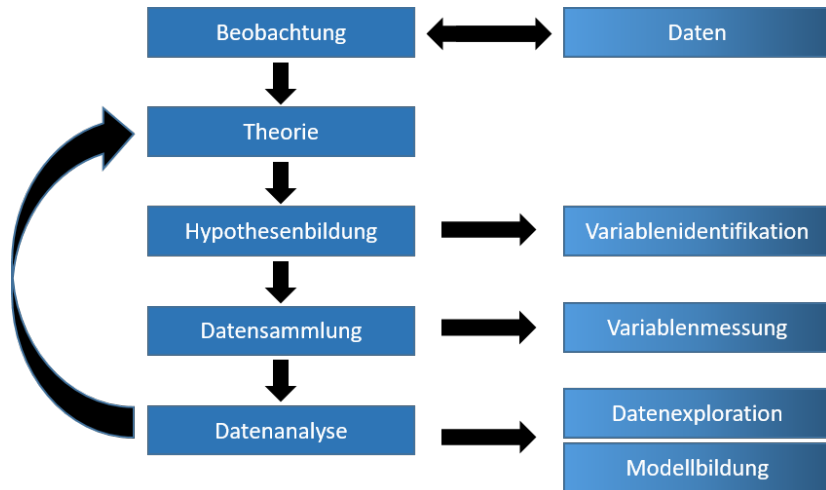 Beobachtung
Daten
Theorie
Hypothesenbildung
Variablenidentifikation
Datensammlung
Variablenmessung
Datenanalyse
Datenexploration
Modellbildung